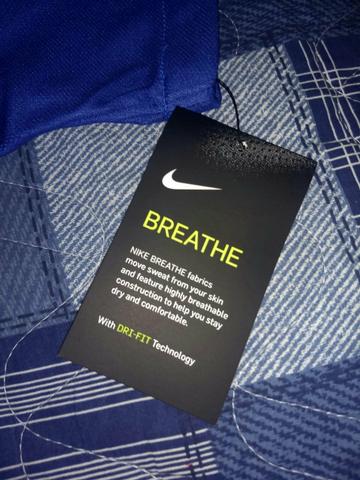 BREATHE
NIKE BREATHE fabrics
move sweat from your skin
and feature highly breathable
construction to help you stay
dry and comfortable.
With DRI-FIT Technology